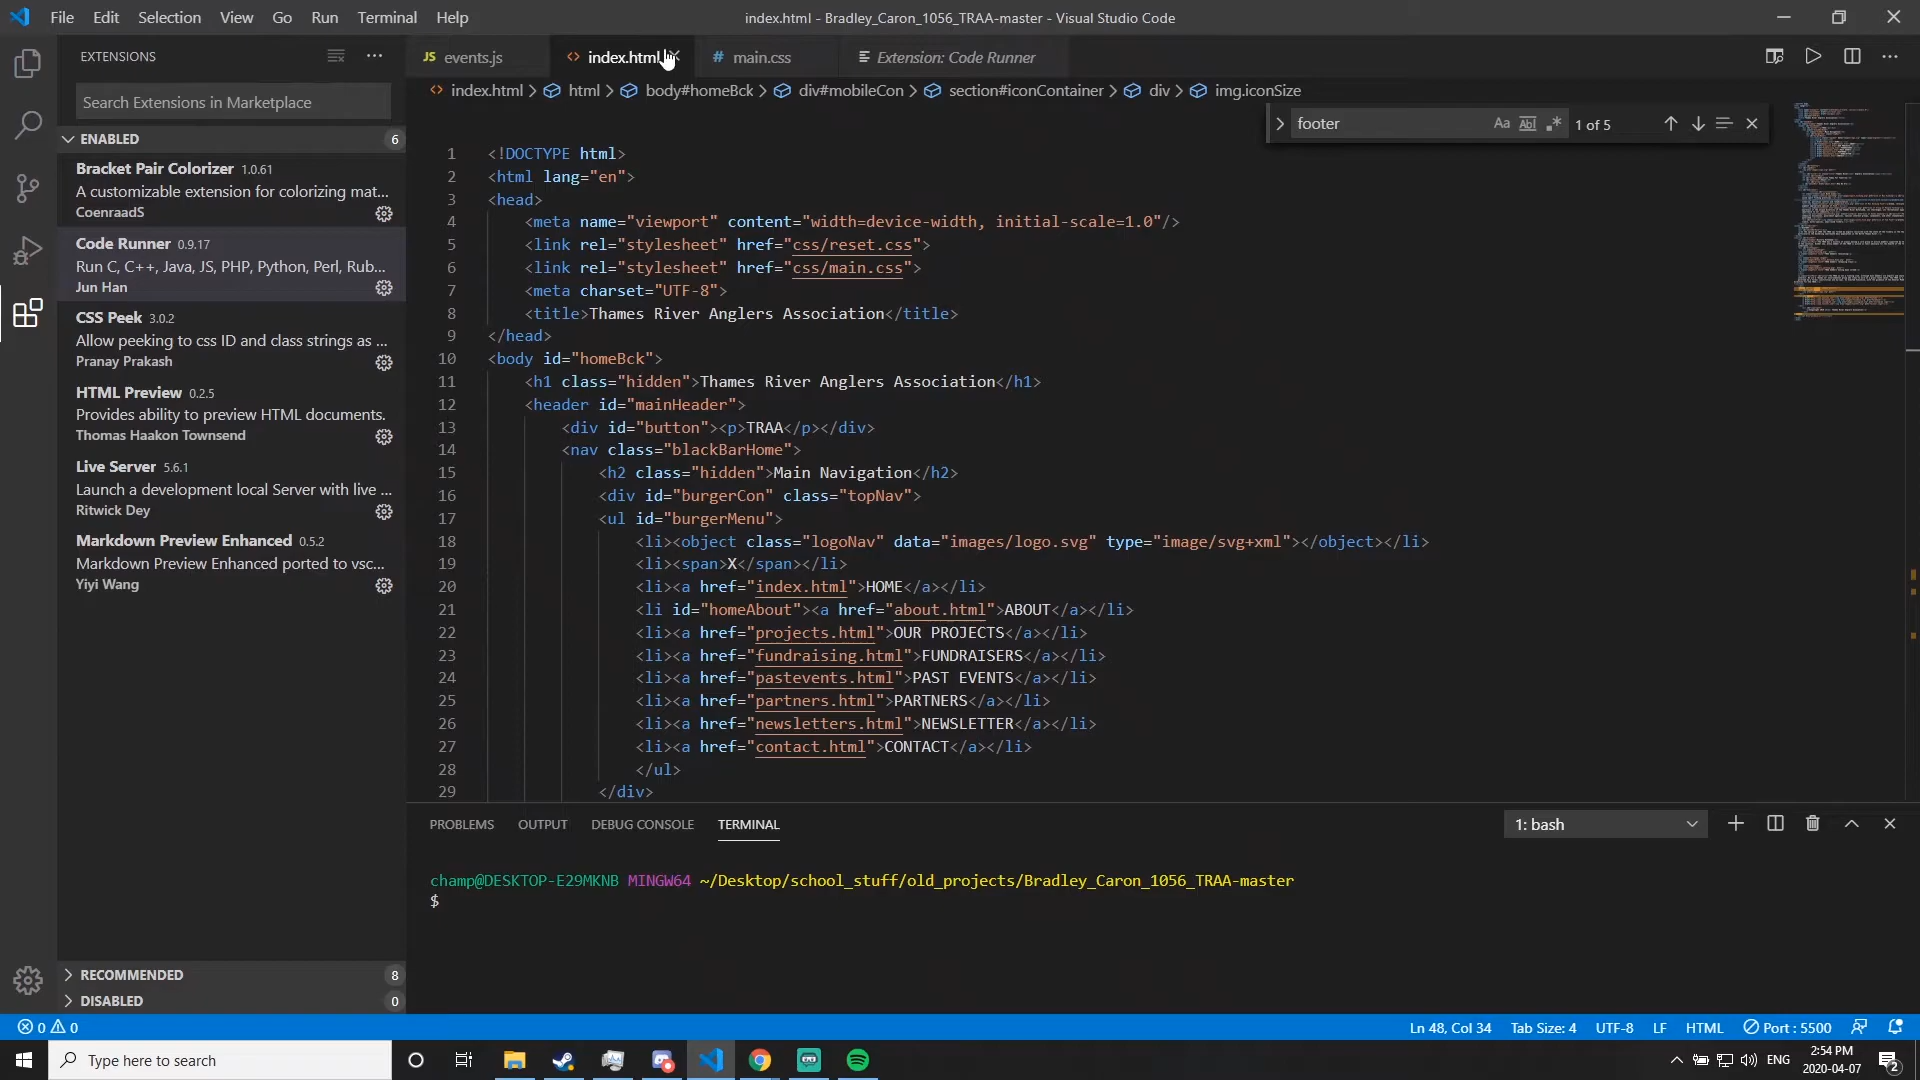 File Edit Selection View Go Run Terminal Help
index.html - Bradley_Caron_1056_TRAA-master - Visual Studio Code
EXTENSIONS
Search Extensions in Marketplace
ENABLED 6
Bracket Pair Colorizer 1.0.61
A customizable extension for colorizing mat...
CoenraadS
Code Runner 0.9.17
Run C, C++, Java, JS, PHP, Python, Perl, Rub...
Jun Han
CSS Peek 3.0.2
Allow peeking to css ID and class strings as ...
Pranay Prakash
HTML Preview 0.2.5
Provides ability to preview HTML documents.
Thomas Haakon Townsend
Live Server 5.6.1
Launch a development local Server with live ...
Ritwick Dey
Markdown Preview Enhanced 0.5.2
Markdown Preview Enhanced ported to vsc...
Yiyi Wang
RECOMMENDED 8
DISABLED 0
JS events.js index.html # main.css Extension: Code Runner
index.html > html > body#homeBck > div#mobileCon > section#iconContainer > div > img.iconSize
footer Aa Abl .* 1 of 5
1 <!DOCTYPE html>
2 <html lang="en">
3 <head>
4 <meta name="viewport" content="width=device-width, initial-scale=1.0"/>
5 <link rel="stylesheet" href="css/reset.css">
6 <link rel="stylesheet" href="css/main.css">
7 <meta charset="UTF-8">
8 <title>Thames River Anglers Association</title>
9 </head>
10 <body id="homeBck">
11 <h1 class="hidden">Thames River Anglers Association</h1>
12 <header id="mainHeader">
13 <div id="button"><p>TRAA</p></div>
14 <nav class="blackBarHome">
15 <h2 class="hidden">Main Navigation</h2>
16 <div id="burgerCon" class="topNav">
17 <ul id="burgerMenu">
18 <li><object class="logoNav" data="images/logo.svg" type="image/svg+xml"></object></li>
19 <li><span>X</span></li>
20 <li><a href="index.html">HOME</a></li>
21 <li id="homeAbout"><a href="about.html">ABOUT</a></li>
22 <li><a href="projects.html">OUR PROJECTS</a></li>
23 <li><a href="fundraising.html">FUNDRAISERS</a></li>
24 <li><a href="pastevents.html">PAST EVENTS</a></li>
25 <li><a href="partners.html">PARTNERS</a></li>
26 <li><a href="newsletters.html">NEWSLETTER</a></li>
27 <li><a href="contact.html">CONTACT</a></li>
28 </ul>
29 </div>
PROBLEMS OUTPUT DEBUG CONSOLE TERMINAL
1: bash
champ@DESKTOP-E29MKNB MINGW64 ~/Desktop/school_stuff/old_projects/Bradley_Caron_1056_TRAA-master
$
0 0
Ln 48, Col 34 Tab Size: 4 UTF-8 LF HTML Port : 5500
Type here to search
ENG
2:54 PM
2020-04-07
2